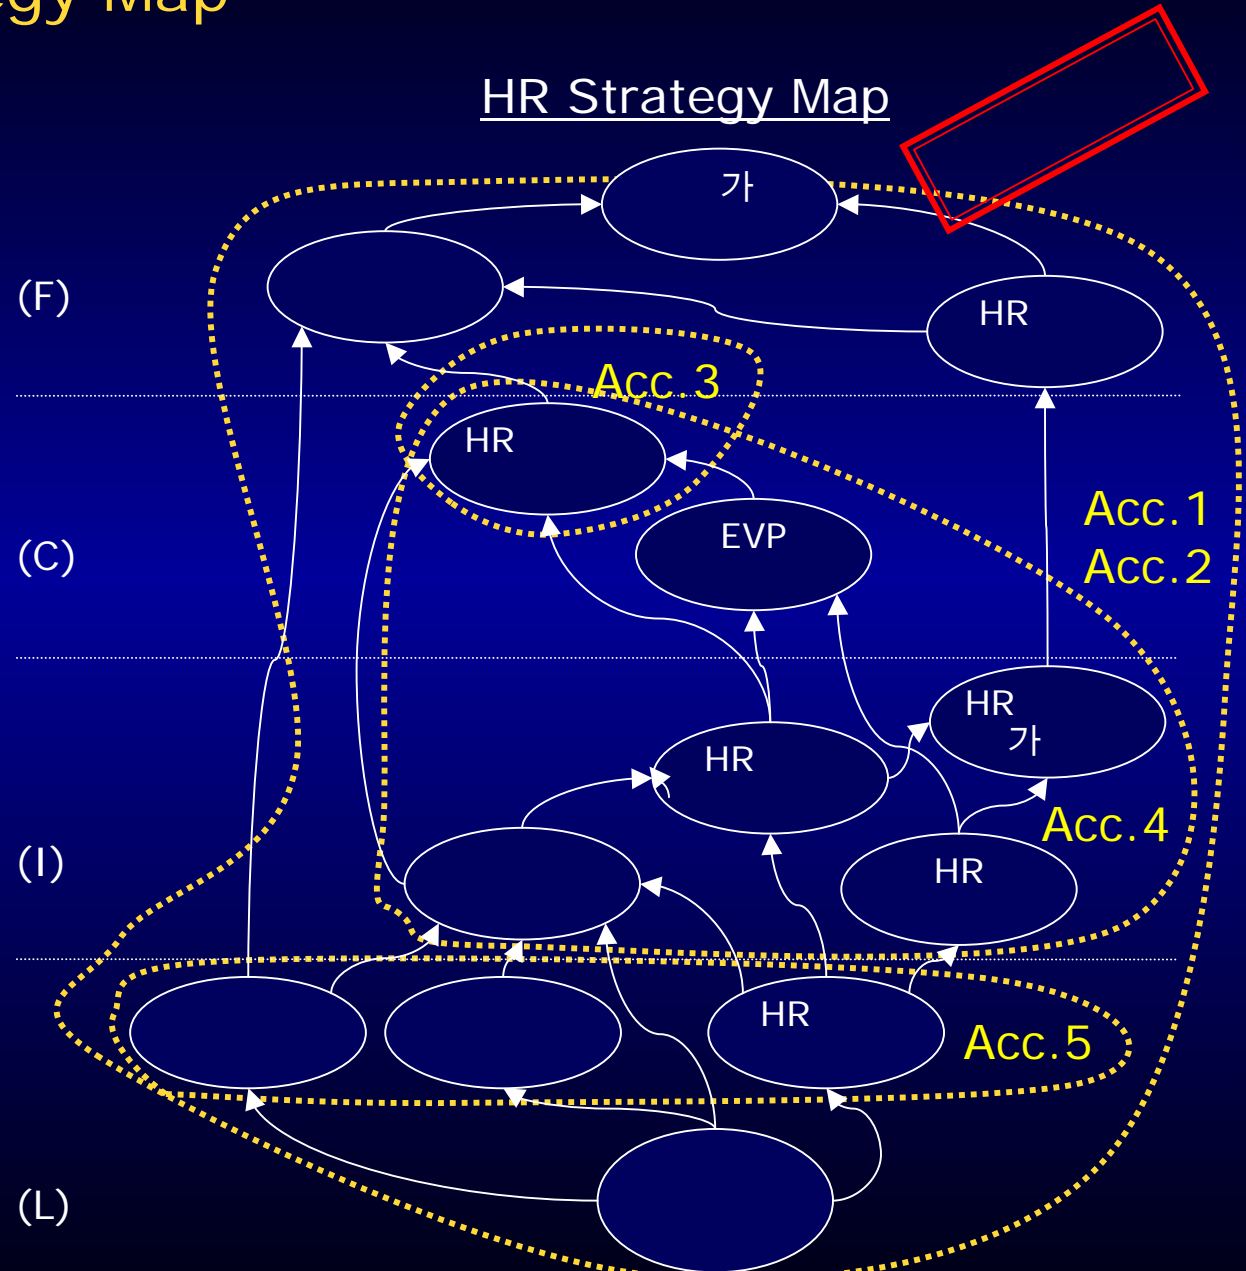 Map
HR Strategy Map
가
(F)
HR
Acc.3
HR
Acc.1
EVP
(C)
Acc.2
HR
가
HR
Acc.4
(I)
HR
HR
Acc.5
(L)